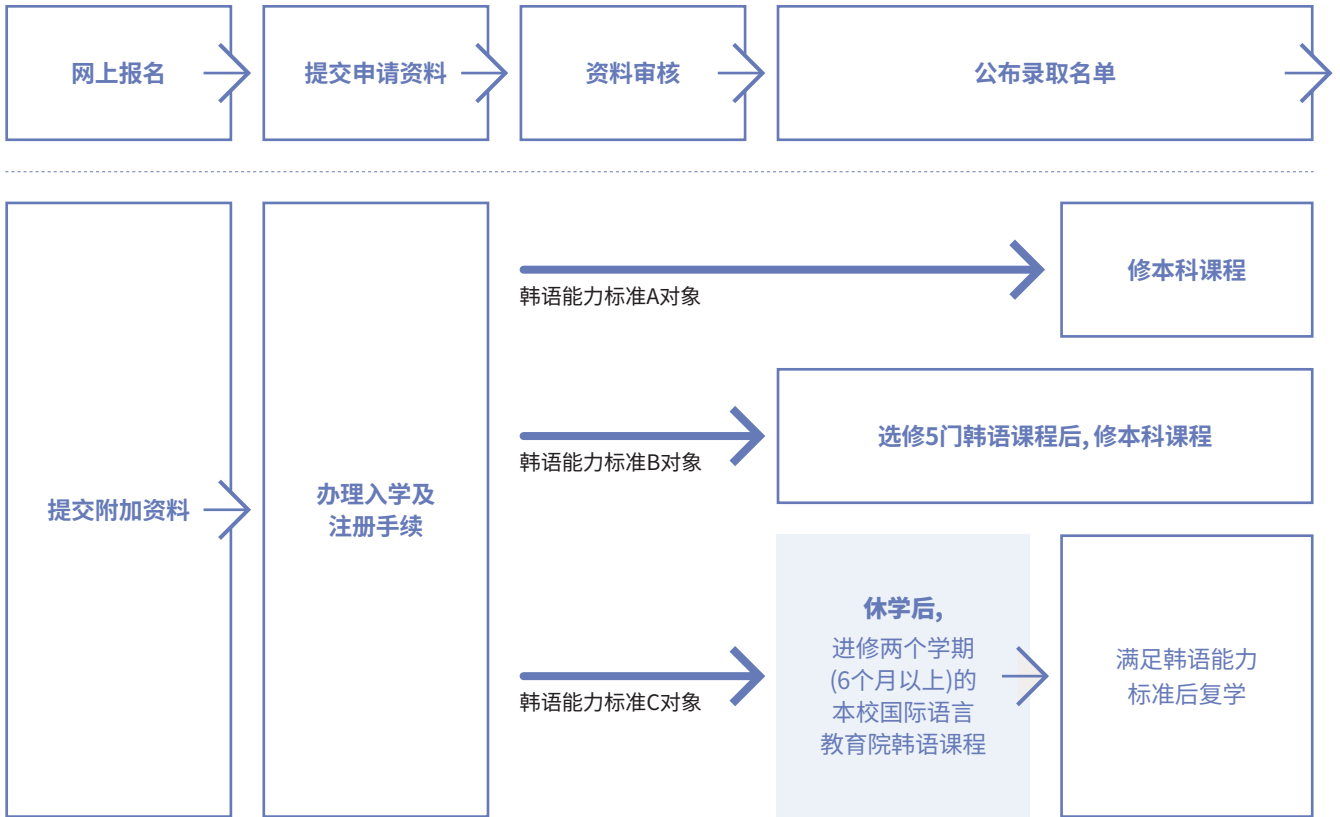 网上报名
提交申请资料
资料审核
公布录取名单
提交附加资料
办理入学及
注册手续
韩语能力标准A对象
修本科课程
韩语能力标准B对象
选修5门韩语课程后, 修本科课程
韩语能力标准C对象
休学后,
进修两个学期
(6个月以上)的
本校国际语言
教育院韩语课程
满足韩语能力
标准后复学